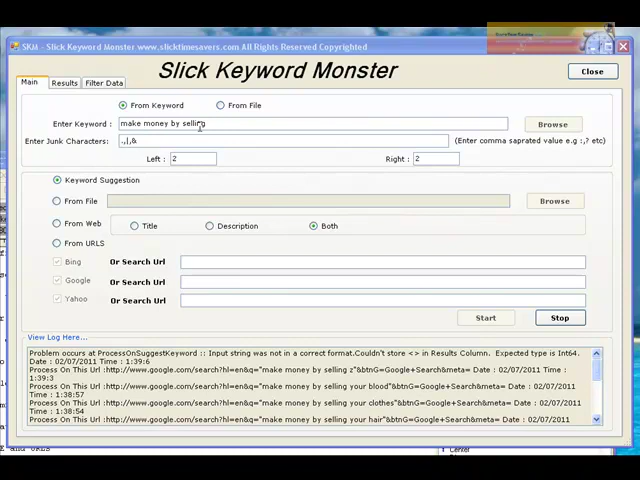 SKM - Slick Keyword Monster www.slicktimesavers.com All Rights Reserved Copyrighted
Slick Keyword Monster
Close
Main
Results
Filter Data
From Keyword
From File
Enter Keyword :
make money by selling
Browse
Enter Junk Characters:
.,|,&
(Enter comma saprated value e.g :,? etc)
Left :
2
Right :
2
Keyword Suggestion
From File
Browse
From Web
Title
Description
Both
From URLS
Bing
Or Search Url
Google
Or Search Url
Yahoo
Or Search Url
Start
Stop
View Log Here...
Problem occurs at ProcessOnSuggestKeyword :: Input string was not in a correct format.Couldn't store <> in Results Column.  Expected type is Int64.
Date : 02/07/2011 Time : 1:39:6
Process On This Url :http://www.google.com/search?hl=en&q="make money by selling z"&btnG=Google+Search&meta= Date : 02/07/2011 Time :
1:39:3
Process On This Url :http://www.google.com/search?hl=en&q="make money by selling your blood"&btnG=Google+Search&meta= Date : 02/07/2011
Time : 1:38:57
Process On This Url :http://www.google.com/search?hl=en&q="make money by selling your clothes"&btnG=Google+Search&meta= Date : 02/07/2011
Time : 1:38:54
Process On This Url :http://www.google.com/search?hl=en&q="make money by selling your hair"&btnG=Google+Search&meta= Date : 02/07/2011
and URLS
Center